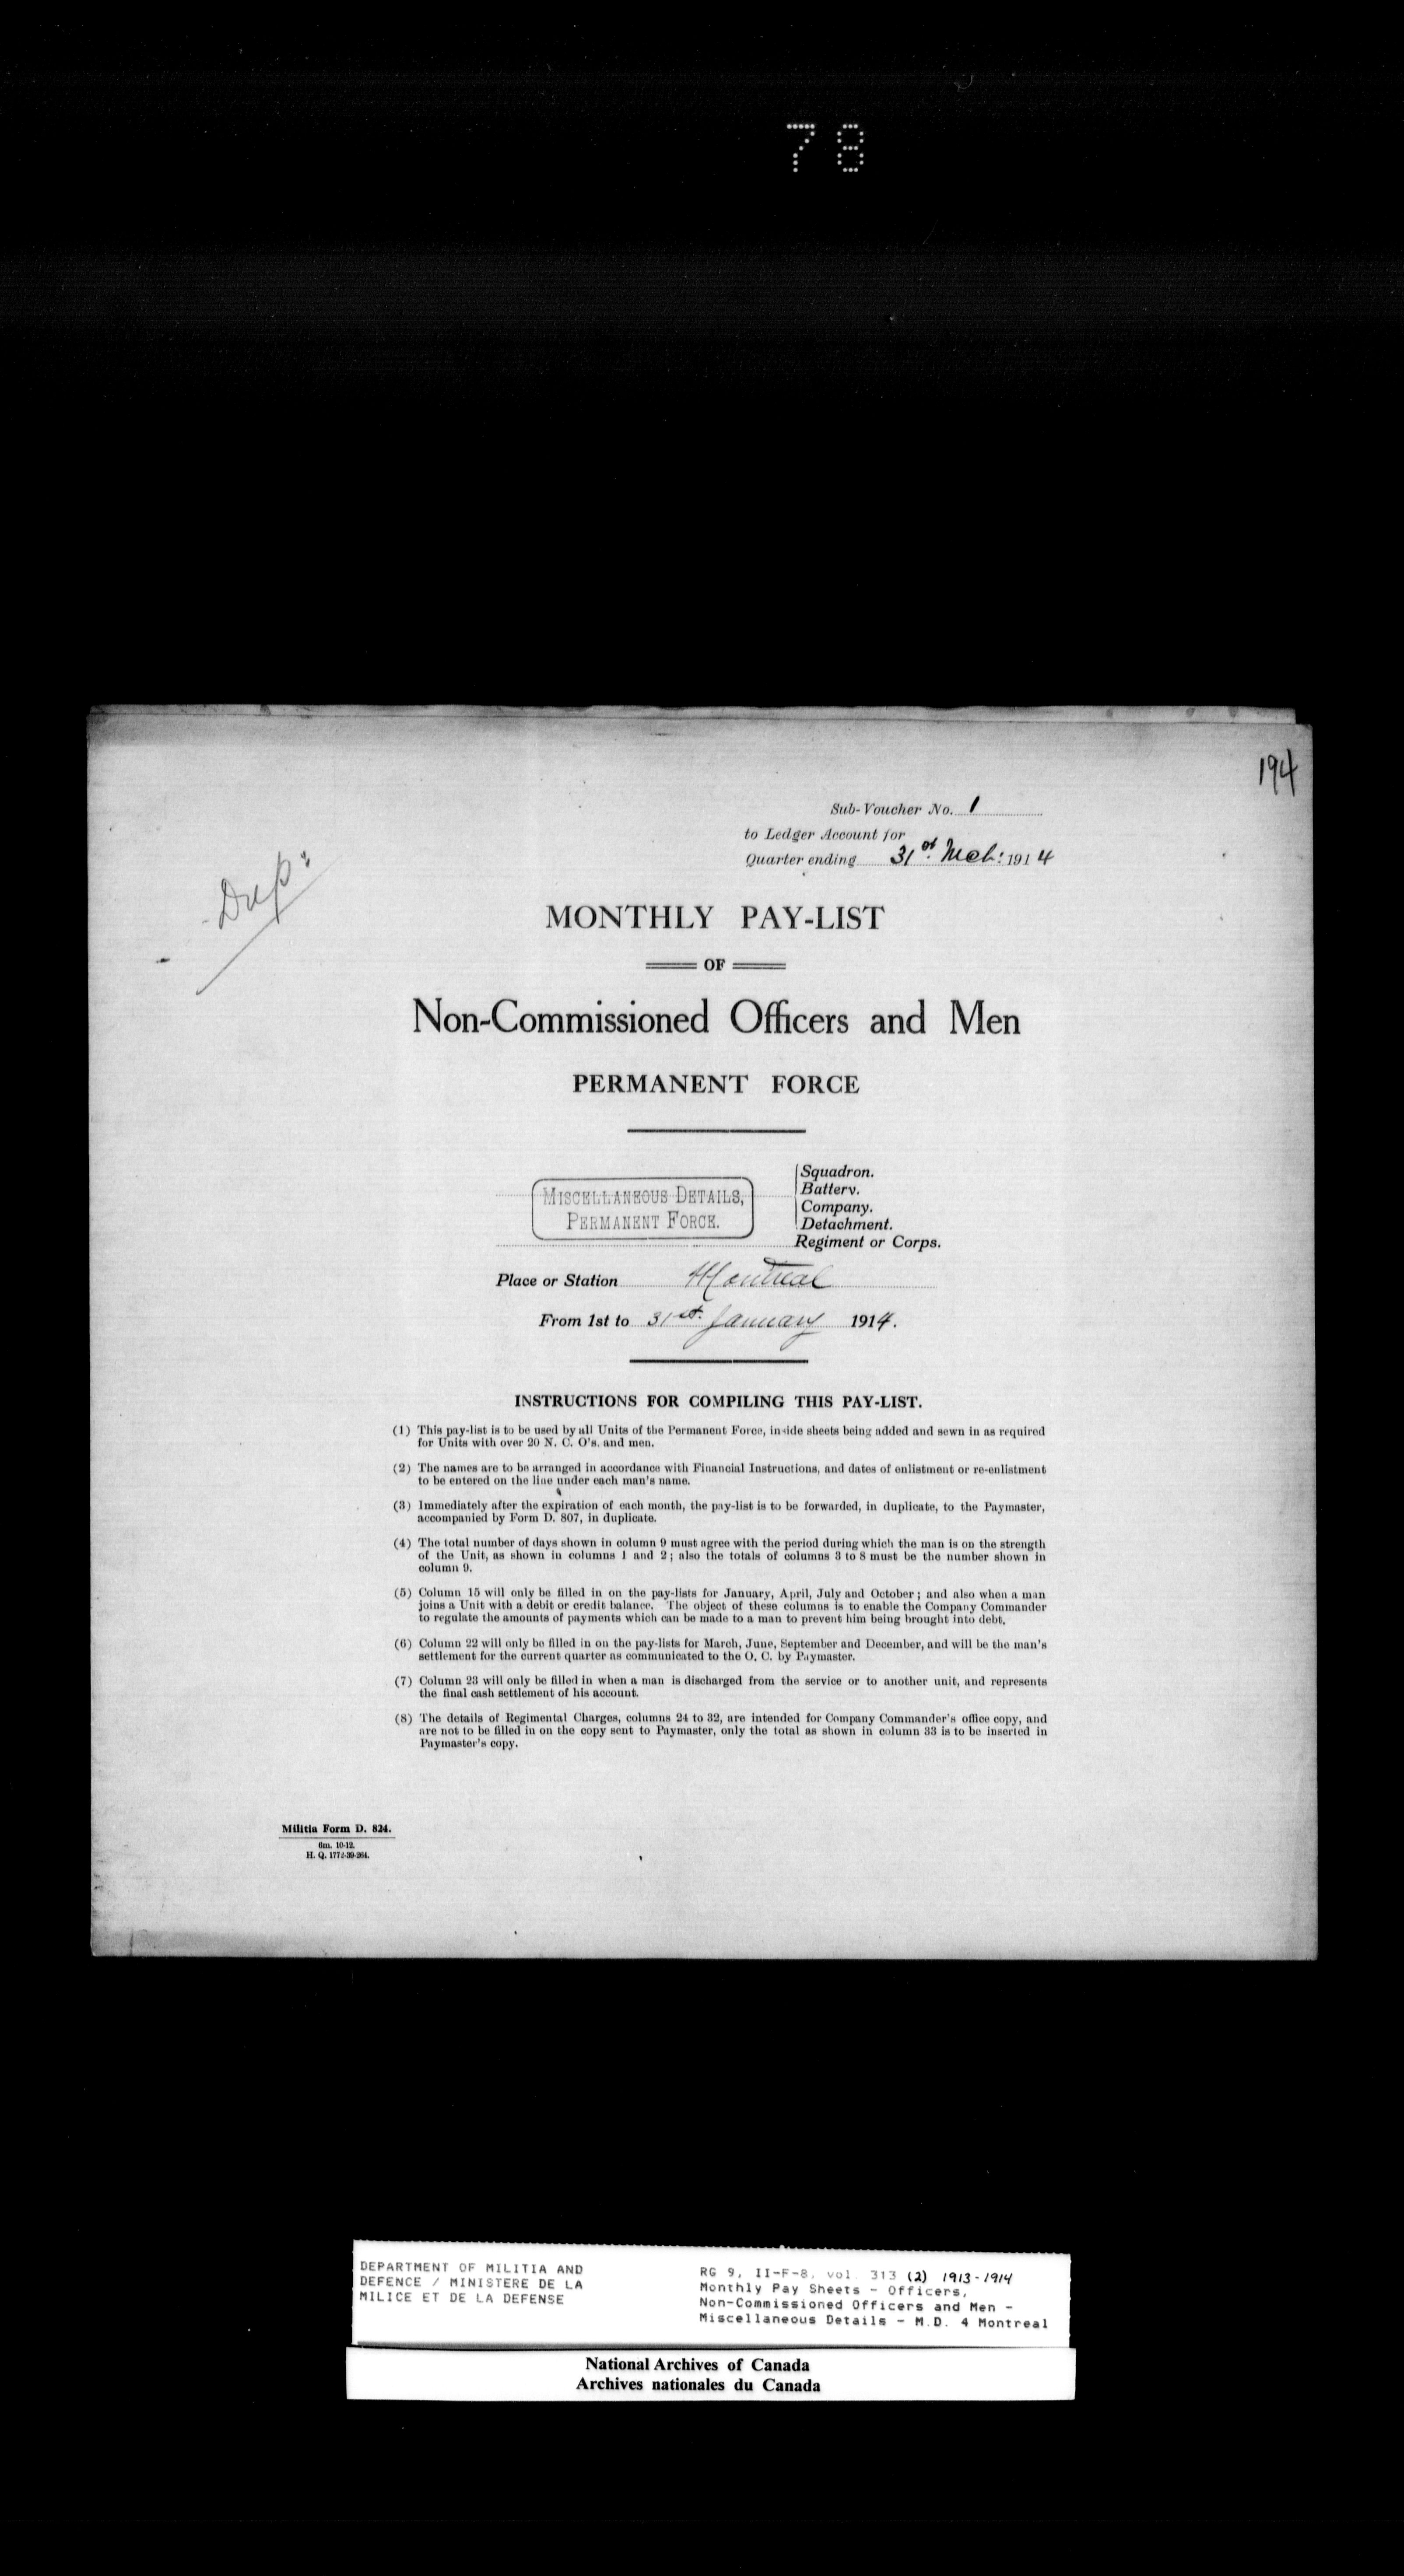 78
194
Sub-Voucher No. 1
to Ledger Account for
Quarter ending 31st Mch: 1914
Dup:
MONTHLY PAY-LIST
OF
Non-Commissioned Officers and Men
PERMANENT FORCE
MISCELLANEOUS DETAILS,
PERMANENT FORCE.
Squadron.
Battery.
Company.
Detachment.
Regiment or Corps.
Place or Station Montreal
From 1st to 31st January 1914.
INSTRUCTIONS FOR COMPILING THIS PAY-LIST.
(1) This pay-list is to be used by all Units of the Permanent Force, inside sheets being added and sewn in as required
for Units with over 20 N. C. O's. and men.
(2) The names are to be arranged in accordance with Financial Instructions, and dates of enlistment or re-enlistment
to be entered on the line under each man's name.
(3) Immediately after the expiration of each month, the pay-list is to be forwarded, in duplicate, to the Paymaster,
accompanied by Form D. 807, in duplicate.
(4) The total number of days shown in column 9 must agree with the period during which the man is on the strength
of the Unit, as shown in columns 1 and 2; also the totals of columns 3 to 8 must be the number shown in
column 9.
(5) Column 15 will only be filled in on the pay-lists for January, April, July and October; and also when a man
joins a Unit with a debit or credit balance. The object of these columns is to enable the Company Commander
to regulate the amounts of payments which can be made to a man to prevent him being brought into debt.
(6) Column 22 will only be filled in on the pay-lists for March, June, September and December, and will be the man's
settlement for the current quarter as communicated to the O. C. by Paymaster.
(7) Column 23 will only be filled in when a man is discharged from the service or to another unit, and represents
the final cash settlement of his account.
(8) The details of Regimental Charges, columns 24 to 32, are intended for Company Commander's office copy, and
are not to be filled in on the copy sent to Paymaster, only the total as shown in column 33 is to be inserted in
Paymaster's copy.
Militia Form D. 824.
6m. 10-12.
H. Q. 1772-39-264.
DEPARTMENT OF MILITIA AND
DEFENCE / MINISTERE DE LA
MILICE ET DE LA DEFENSE
RG 9, II-F-8, vol. 313 (2) 1913-1914
Monthly Pay Sheets - Officers,
Non-Commissioned Officers and Men -
Miscellaneous Details - M.D. 4 Montreal
National Archives of Canada
Archives nationales du Canada